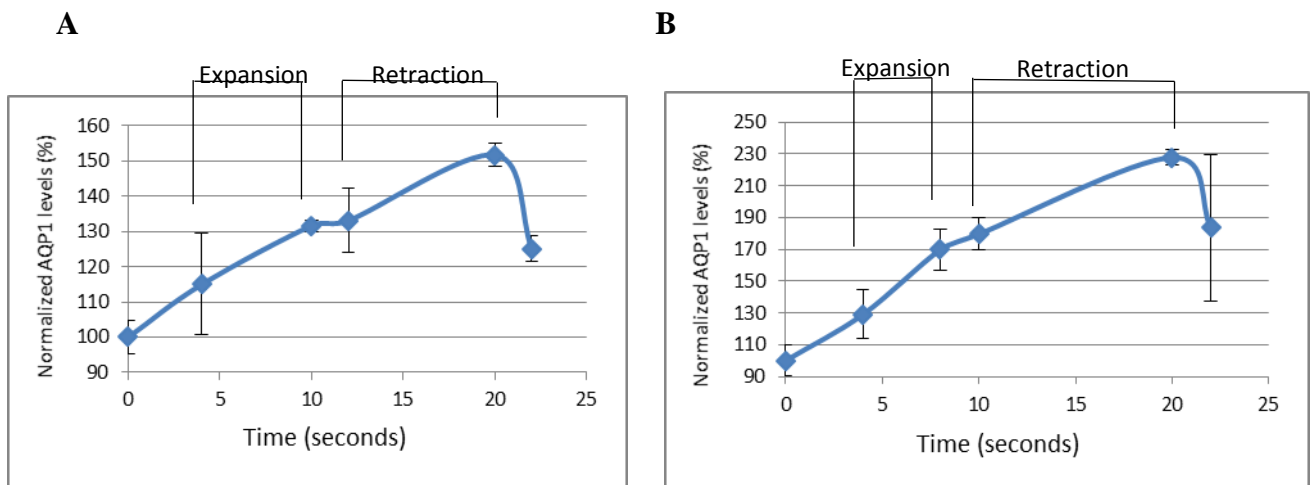 A
Expansion
Retraction
Normalized AQP1 levels (%)
160
150
140
130
120
110
100
90
0
5
10
15
20
25
Time (seconds)
B
Expansion
Retraction
Normalized AQP1 levels (%)
250
230
210
190
170
150
130
110
90
0
5
10
15
20
25
Time (seconds)